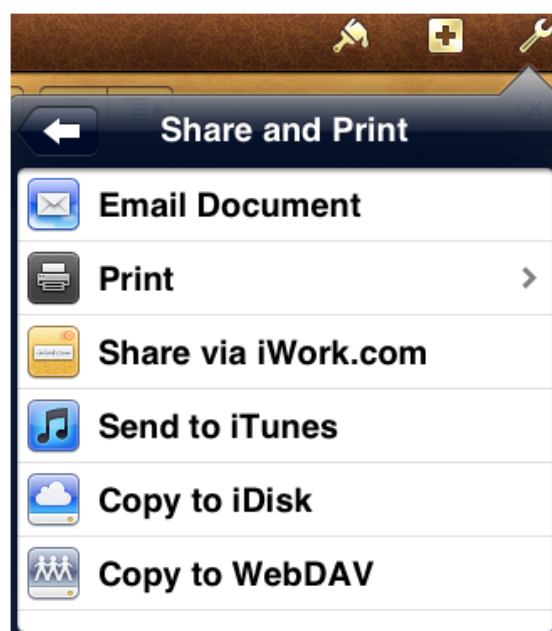 Share and Print
Email Document
Print
Share via iWork.com
Send to iTunes
Copy to iDisk
Copy to WebDAV